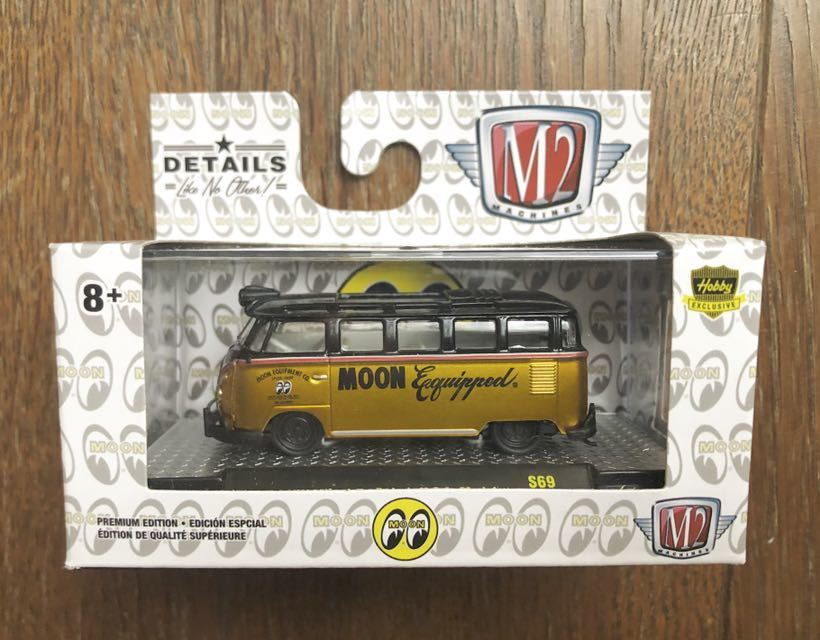 DETAILS
Like No Other!
M2
MACHINES
8+
Hobby
EXCLUSIVE
MOON Equipped
MOON EQUIPMENT CO.
S69
PREMIUM EDITION • EDICIÓN ESPCIAL
ÉDITION DE QUALITÉ SUPÉRIEURE
MOON
M2
MACHINES